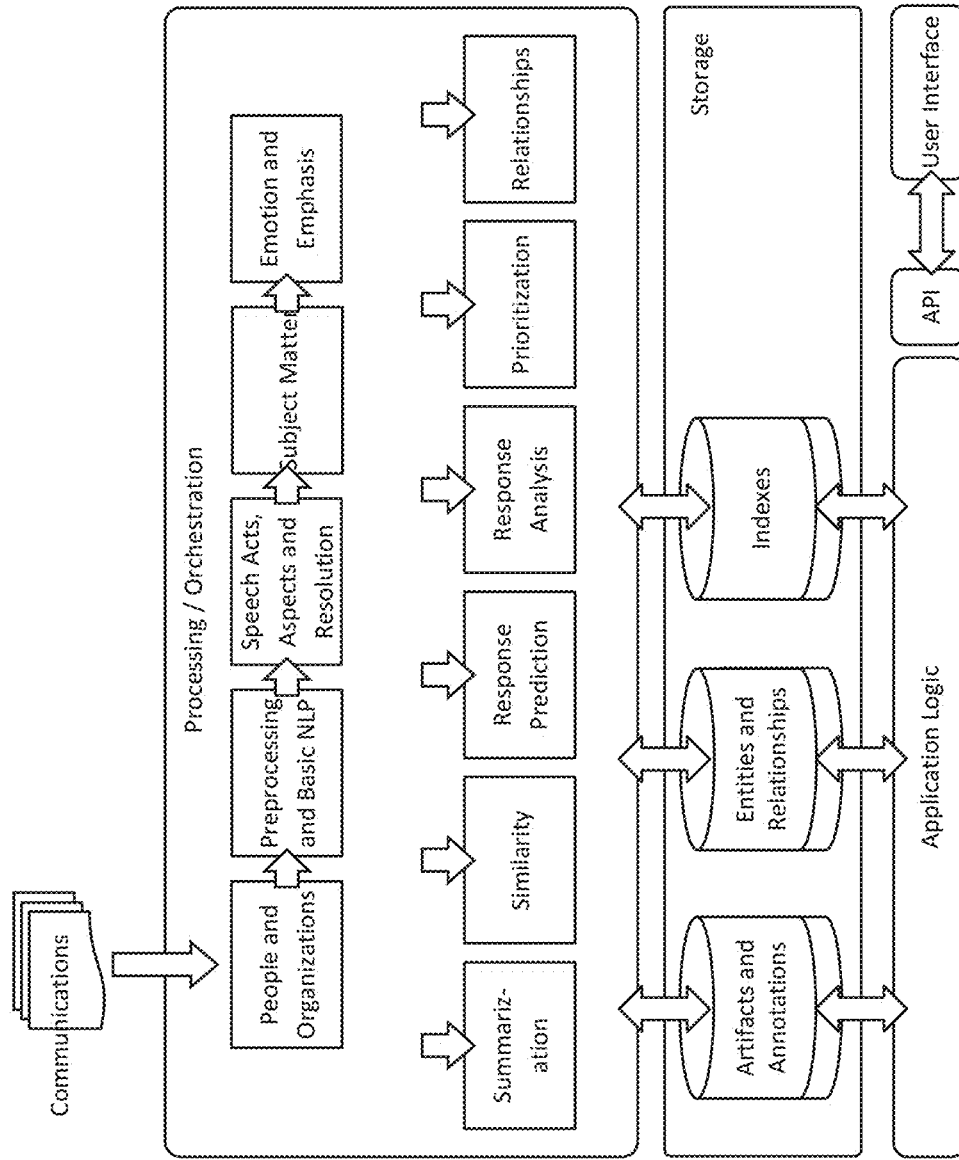 Communications
Processing / Orchestration
People and
Organizations
Preprocessing
and Basic NLP
Speech Acts,
Aspects and
Resolution
Subject Matter
Emotion and
Emphasis
Summariz-
ation
Similarity
Response
Prediction
Response
Analysis
Prioritization
Relationships
Storage
Artifacts and
Annotations
Entities and
Relationships
Indexes
Application Logic
API
User Interface